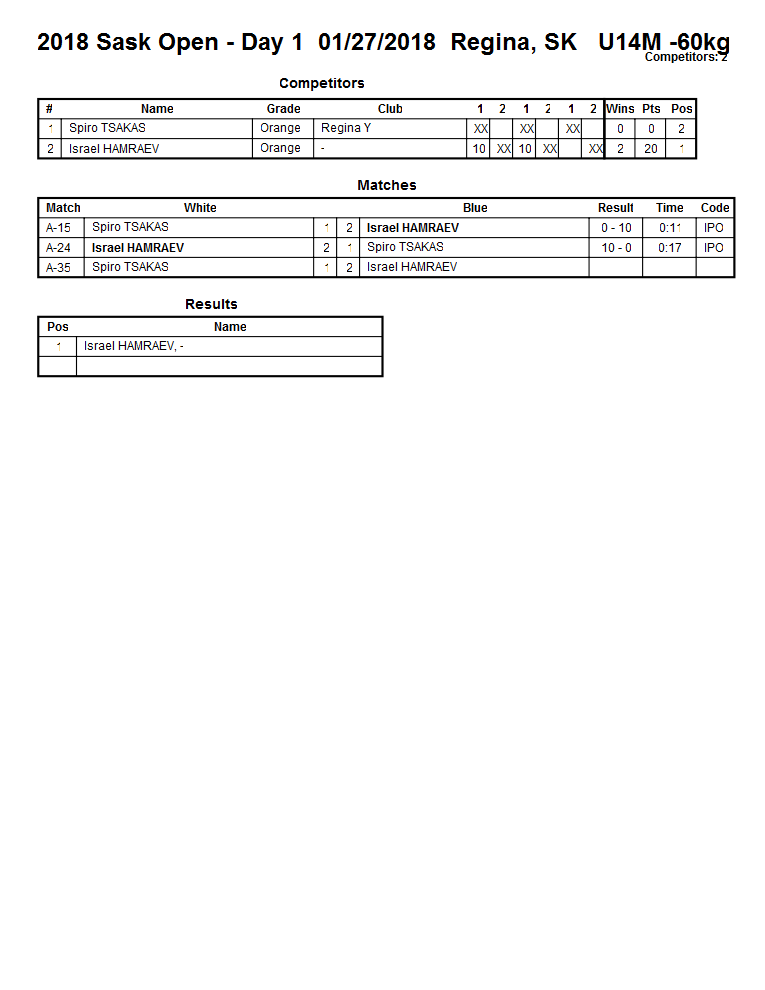 2018 Sask Open - Day 1  01/27/2018  Regina, SK   U14M -60kg
Competitors: 2
Competitors
# Name Grade Club 1 2 1 2 1 2 Wins Pts Pos
1 Spiro TSAKAS Orange Regina Y XX XX XX 0 0 2
2 Israel HAMRAEV Orange - 10 XX 10 XX XX 2 20 1
Matches
Match White Blue Result Time Code
A-15 Spiro TSAKAS 1 2 Israel HAMRAEV 0 - 10 0:11 IPO
A-24 Israel HAMRAEV 2 1 Spiro TSAKAS 10 - 0 0:17 IPO
A-35 Spiro TSAKAS 1 2 Israel HAMRAEV
Results
Pos Name
1 Israel HAMRAEV, -